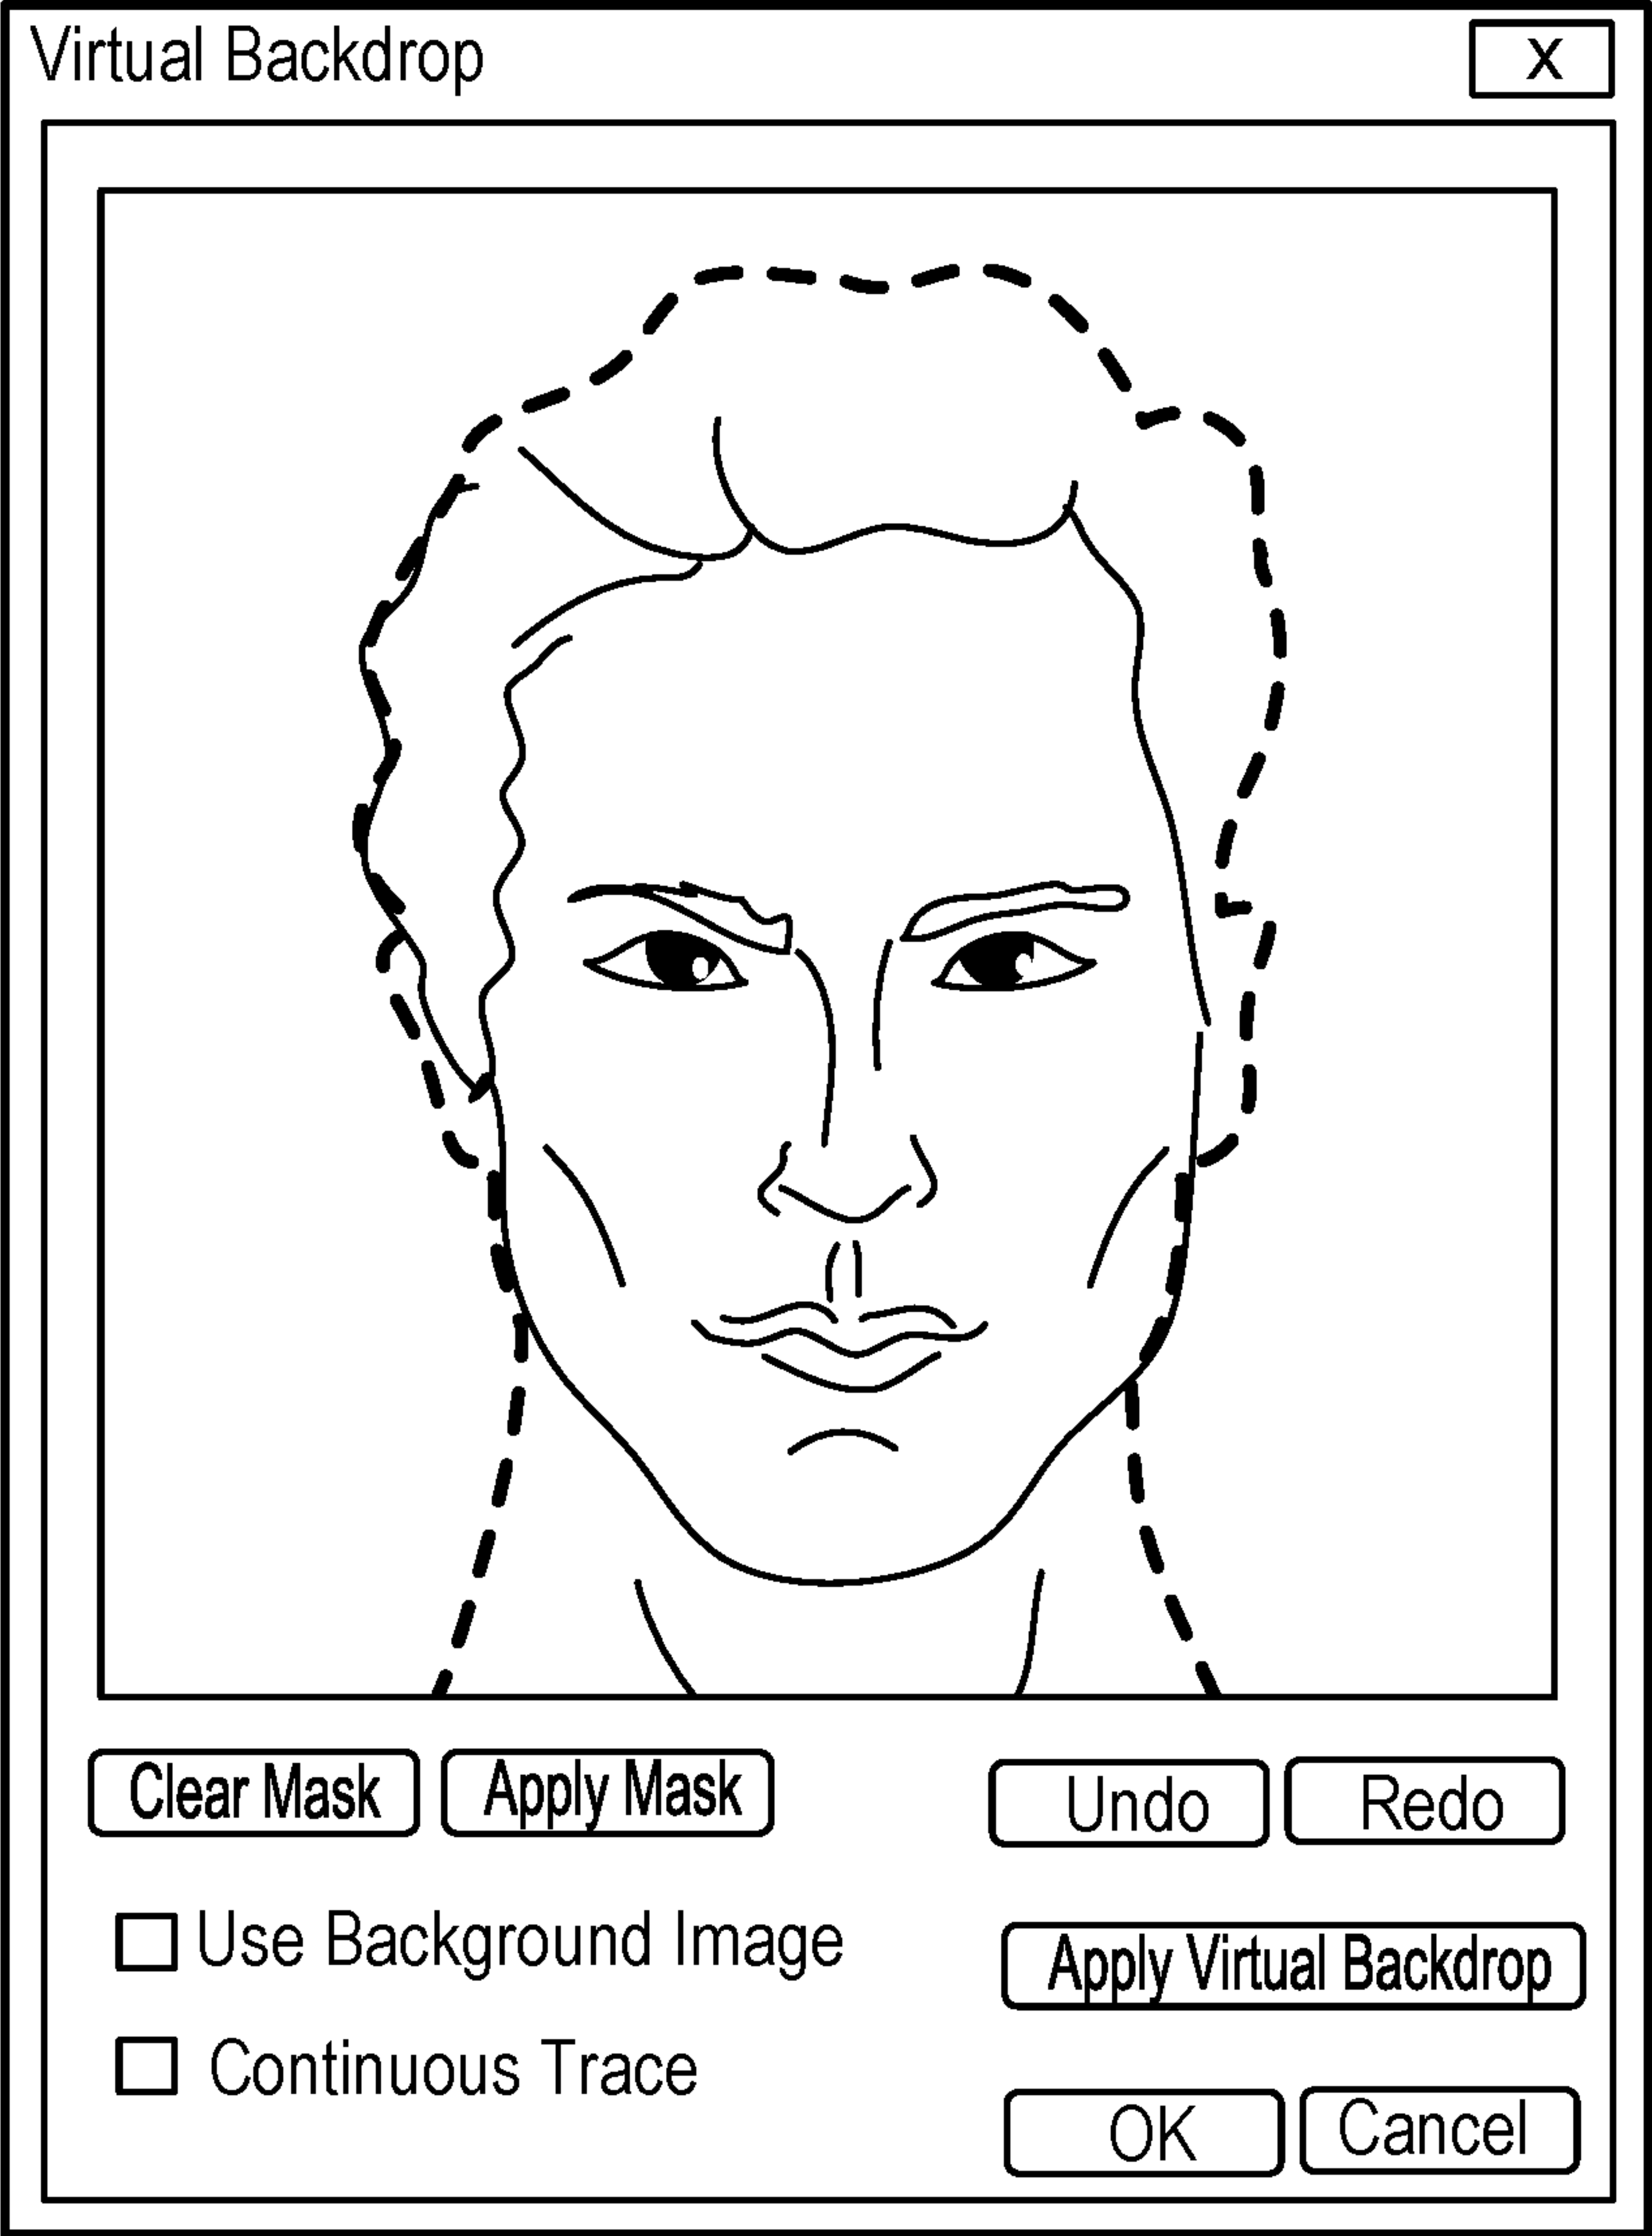 Virtual Backdrop
X
Clear Mask
Apply Mask
Undo
Redo
Use Background Image
Apply Virtual Backdrop
Continuous Trace
OK
Cancel